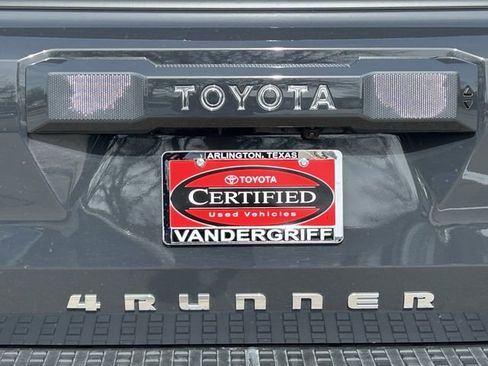 TOYOTA
ARLINGTON, TEXAS
TOYOTA
CERTIFIED
Used Vehicles
VANDERGRIFF
4RUNNER